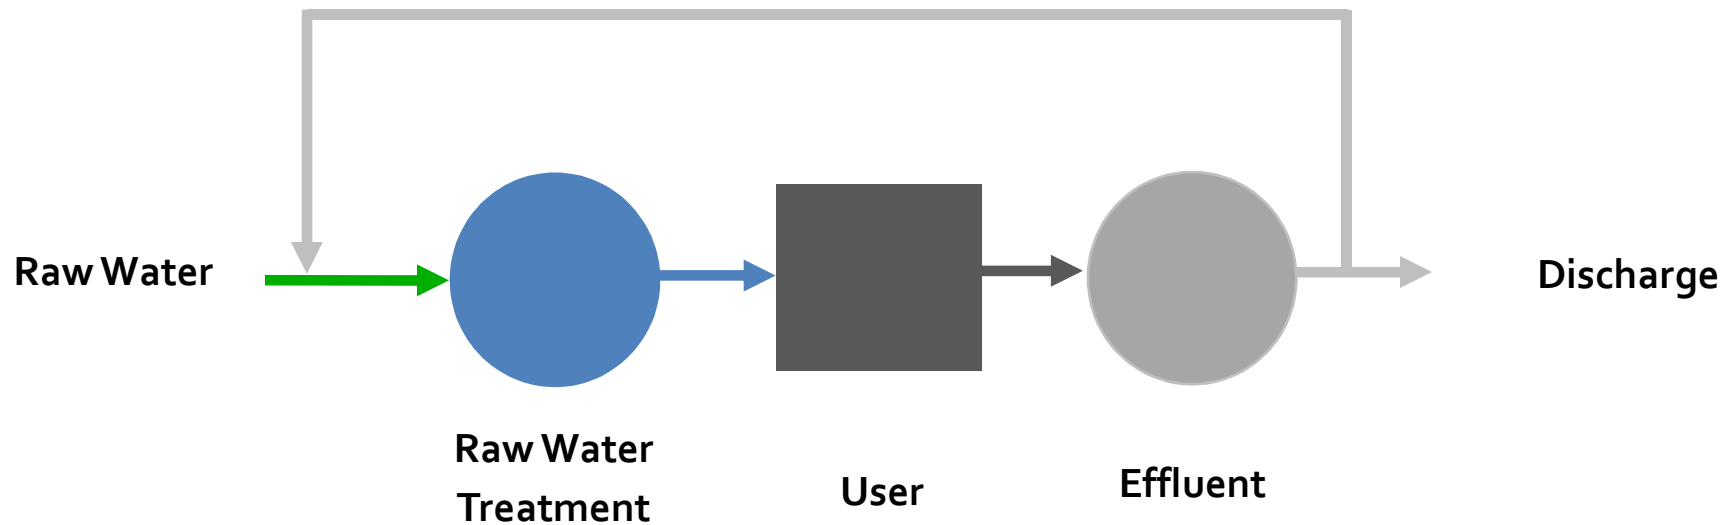 Raw Water
Discharge
Raw Water
Treatment
User
Effluent